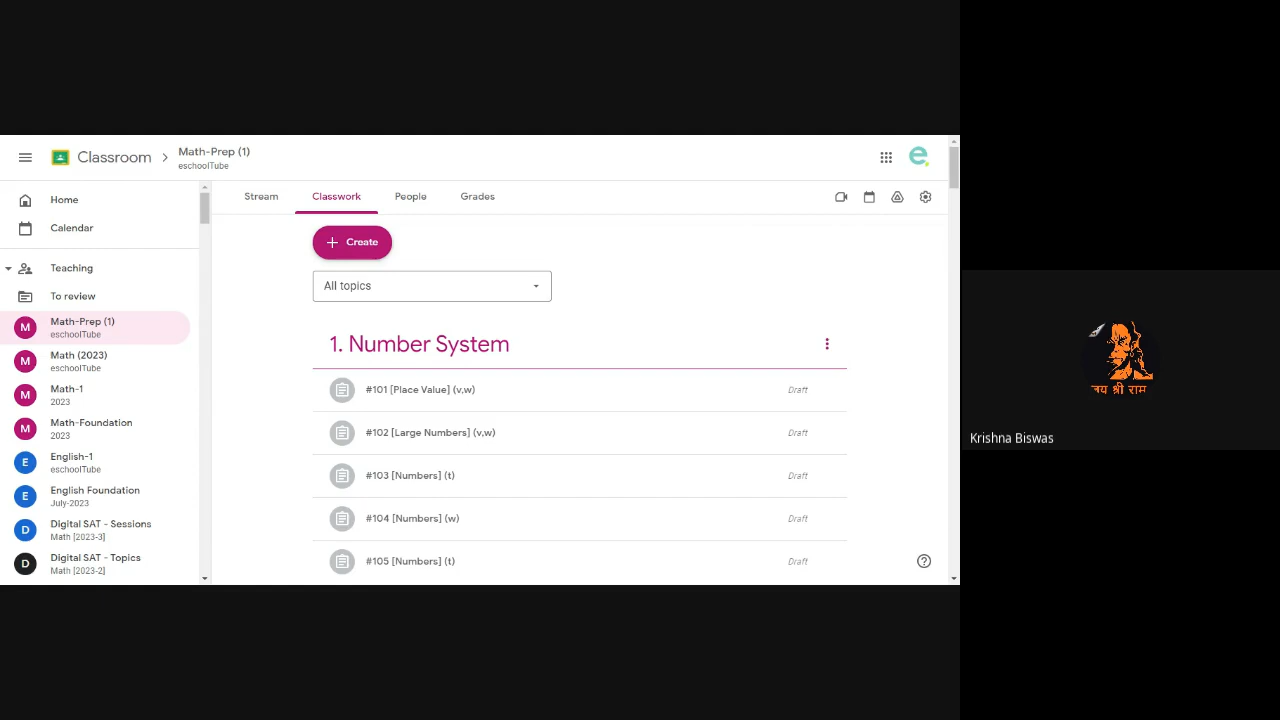 Classroom
Math-Prep (1)
eschoolTube
Home
Calendar
Teaching
To review
M
Math-Prep (1)
eschoolTube
M
Math (2023)
eschoolTube
M
Math-1
2023
M
Math-Foundation
2023
E
English-1
eschoolTube
E
English Foundation
July-2023
D
Digital SAT - Sessions
Math [2023-3]
D
Digital SAT - Topics
Math [2023-2]
Stream Classwork People Grades
Create
All topics
1. Number System
#101 [Place Value] (v,w) Draft
#102 [Large Numbers] (v,w) Draft
#103 [Numbers] (t) Draft
#104 [Numbers] (w) Draft
#105 [Numbers] (t) Draft
e
जय श्री राम
Krishna Biswas